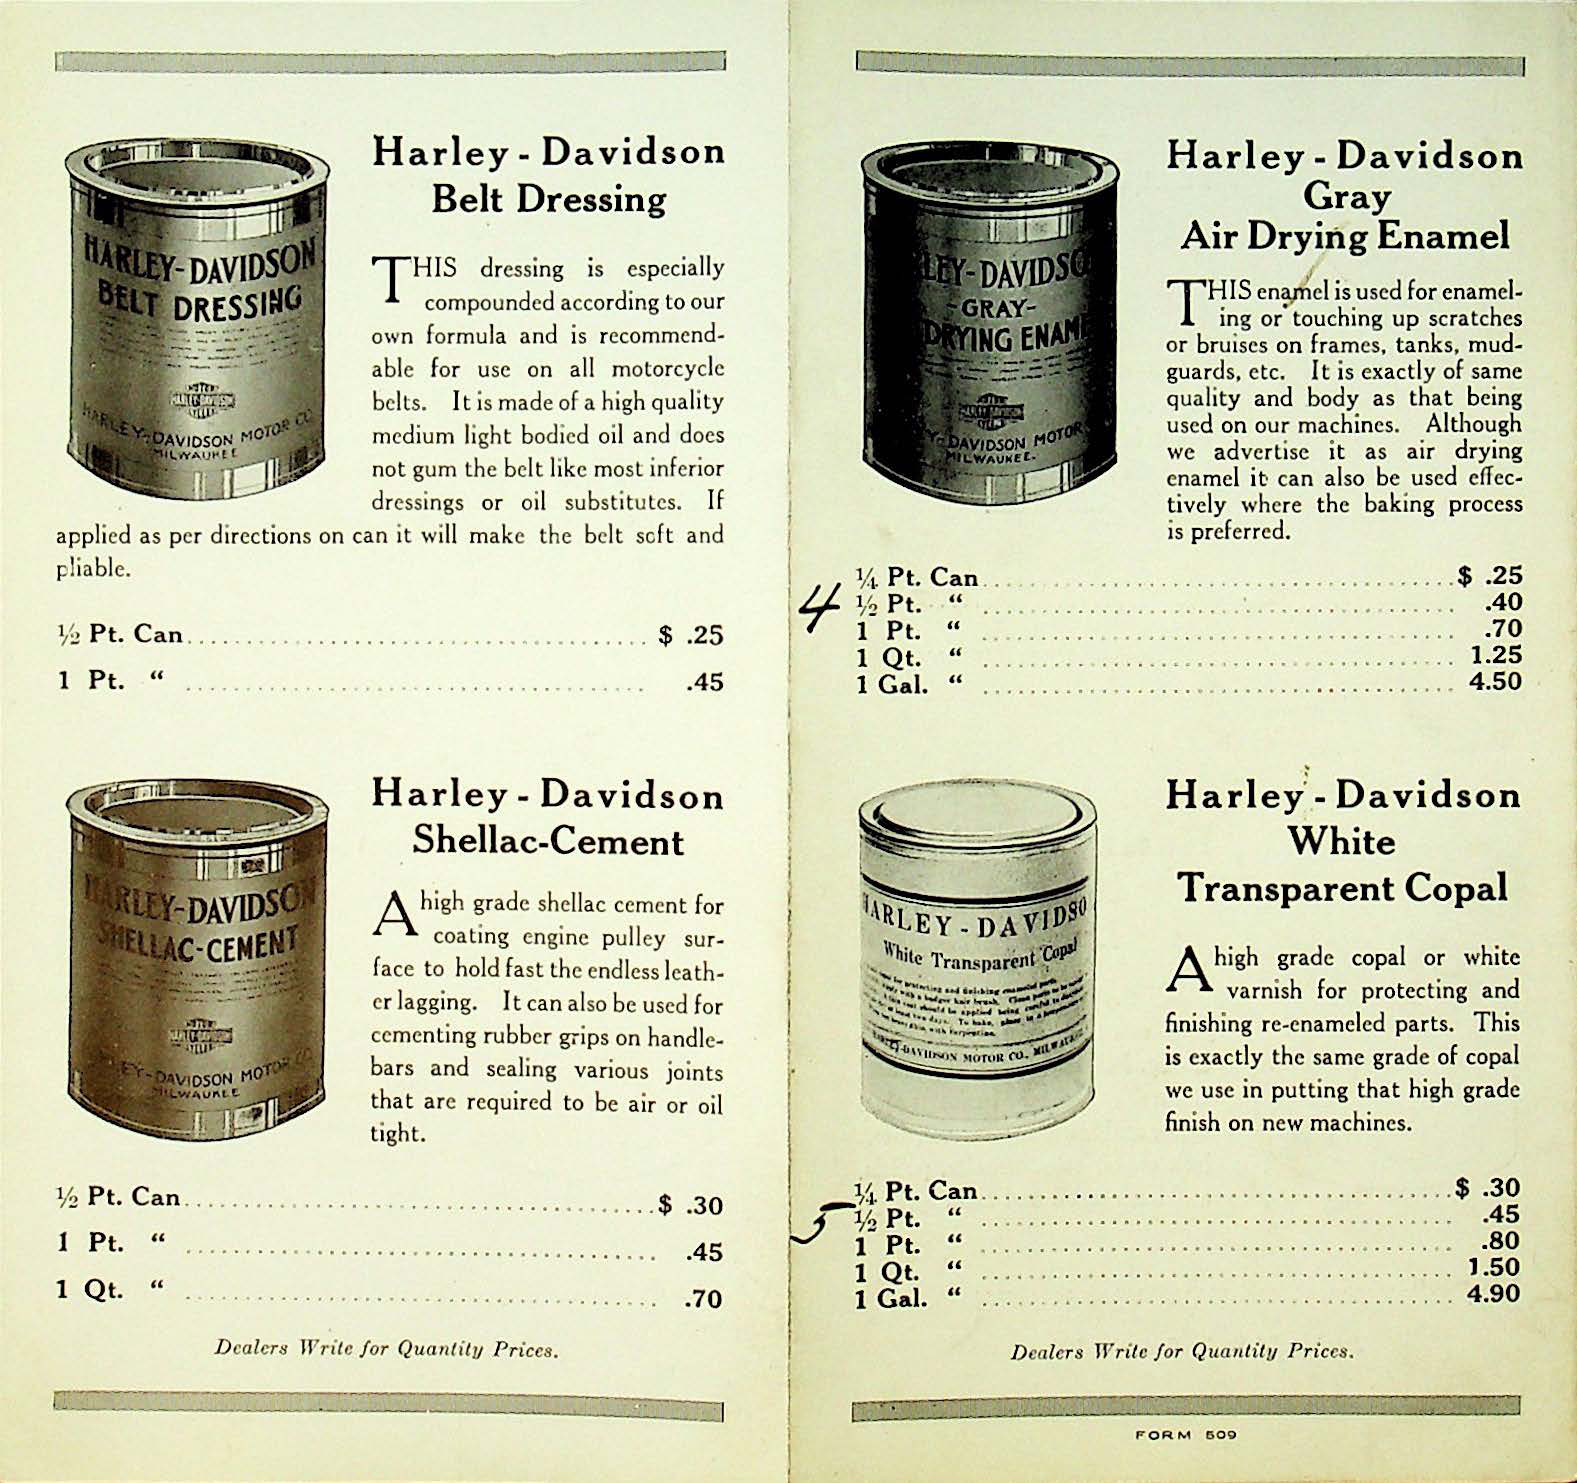 Harley - Davidson
Belt Dressing
HARLEY-DAVIDSON
BELT DRESSING
HARLEY-DAVIDSON MOTOR CO.
MILWAUKEE
THIS dressing is especially
compounded according to our
own formula and is recommend-
able for use on all motorcycle
belts. It is made of a high quality
medium light bodied oil and does
not gum the belt like most inferior
dressings or oil substitutes. If
applied as per directions on can it will make the belt soft and
pliable.
½ Pt. Can $ .25
1 Pt. “ .45
Harley - Davidson
Shellac-Cement
HARLEY-DAVIDSON
SHELLAC-CEMENT
EY-DAVIDSON MOTOR CO
MILWAUKEE
A high grade shellac cement for
coating engine pulley sur-
face to hold fast the endless leath-
er lagging. It can also be used for
cementing rubber grips on handle-
bars and sealing various joints
that are required to be air or oil
tight.
½ Pt. Can $ .30
1 Pt. “ .45
1 Qt. “ .70
Dealers Write for Quantity Prices.
Harley - Davidson
Gray
Air Drying Enamel
LEY-DAVIDSO
-GRAY-
DRYING ENAME
Y-DAVIDSON MOTOR
MILWAUKEE.
THIS enamel is used for enamel-
ing or touching up scratches
or bruises on frames, tanks, mud-
guards, etc. It is exactly of same
quality and body as that being
used on our machines. Although
we advertise it as air drying
enamel it can also be used effec-
tively where the baking process
is preferred.
¼ Pt. Can $ .25
4 ½ Pt. “ .40
1 Pt. “ .70
1 Qt. “ 1.25
1 Gal. “ 4.50
Harley - Davidson
White
Transparent Copal
HARLEY-DAVIDSO
White Transparent Copal
HARLEY-DAVIDSON MOTOR CO., MILWAUKEE
A high grade copal or white
varnish for protecting and
finishing re-enameled parts. This
is exactly the same grade of copal
we use in putting that high grade
finish on new machines.
¼ Pt. Can $ .30
5 ½ Pt. “ .45
1 Pt. “ .80
1 Qt. “ 1.50
1 Gal. “ 4.90
Dealers Write for Quantity Prices.
FORM 509